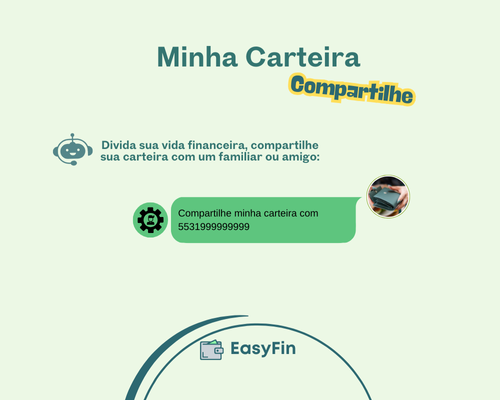 Minha Carteira
Compartilhe
Divida sua vida financeira, compartilhe
sua carteira com um familiar ou amigo:
Compartilhe minha carteira com
5531999999999
EasyFin